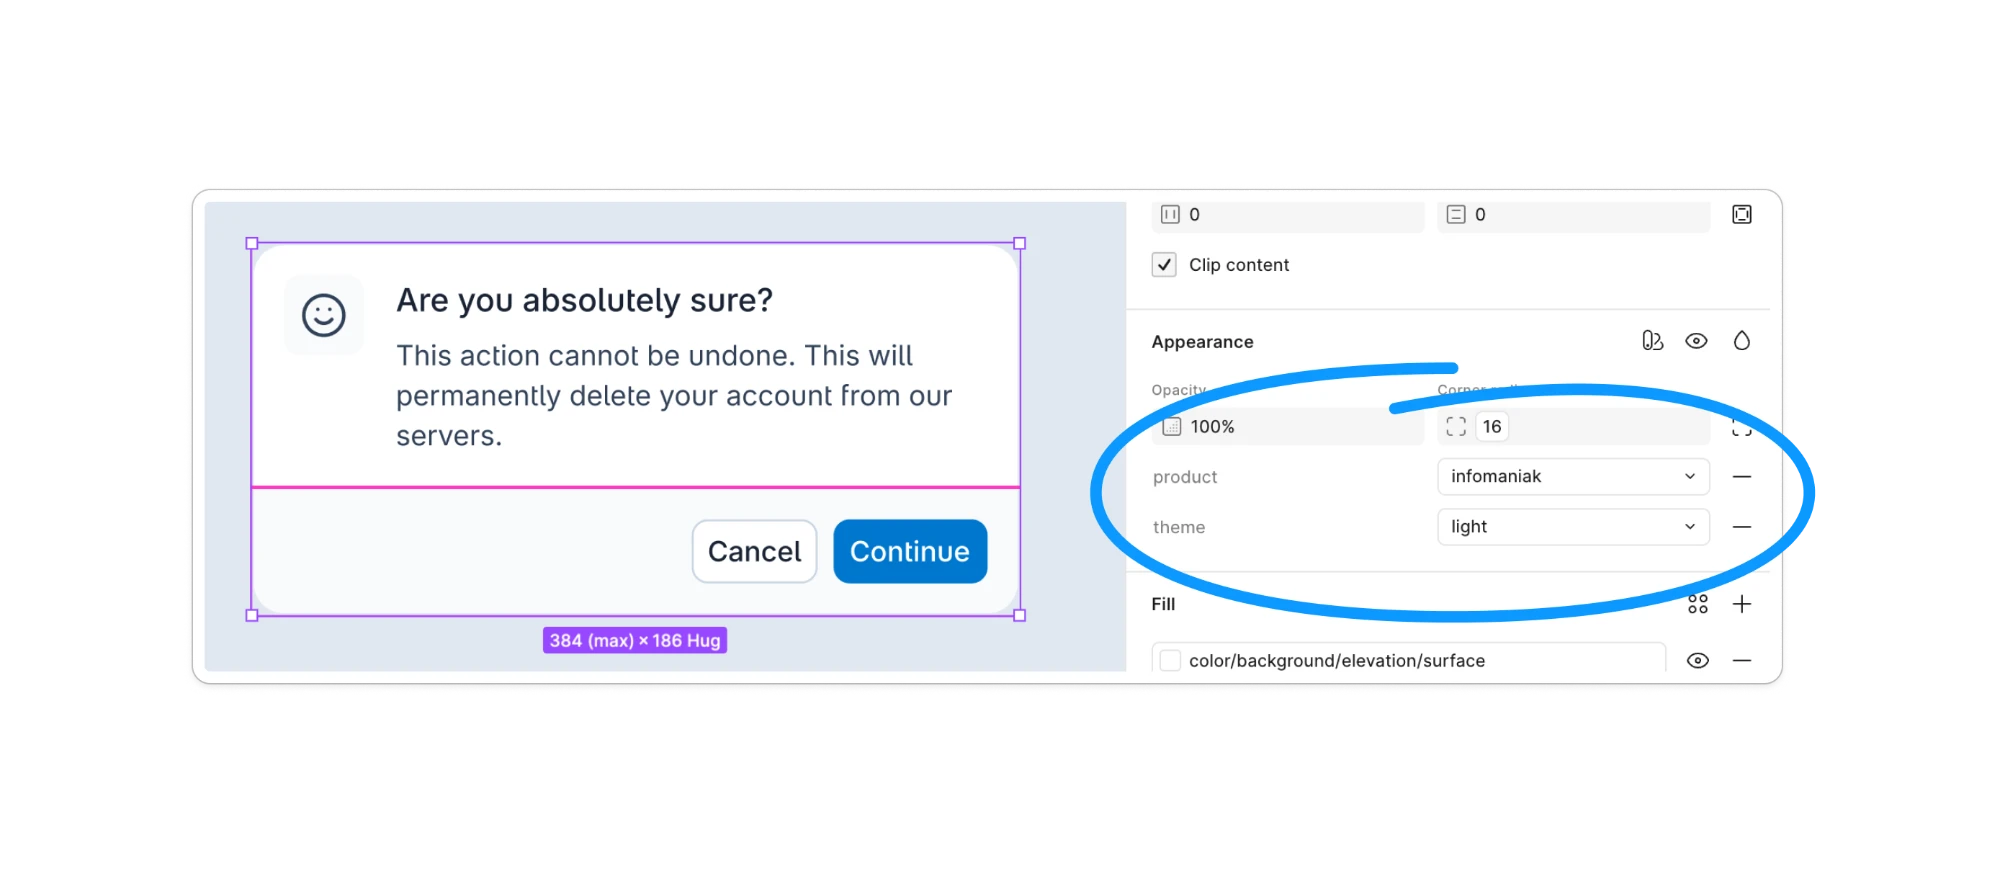 Are you absolutely sure?
This action cannot be undone. This will
permanently delete your account from our
servers.
Cancel
Continue
384 (max) × 186 Hug
0
0
Clip content
Appearance
Opacity
Corner
100%
16
product
infomaniak
theme
light
Fill
color/background/elevation/surface